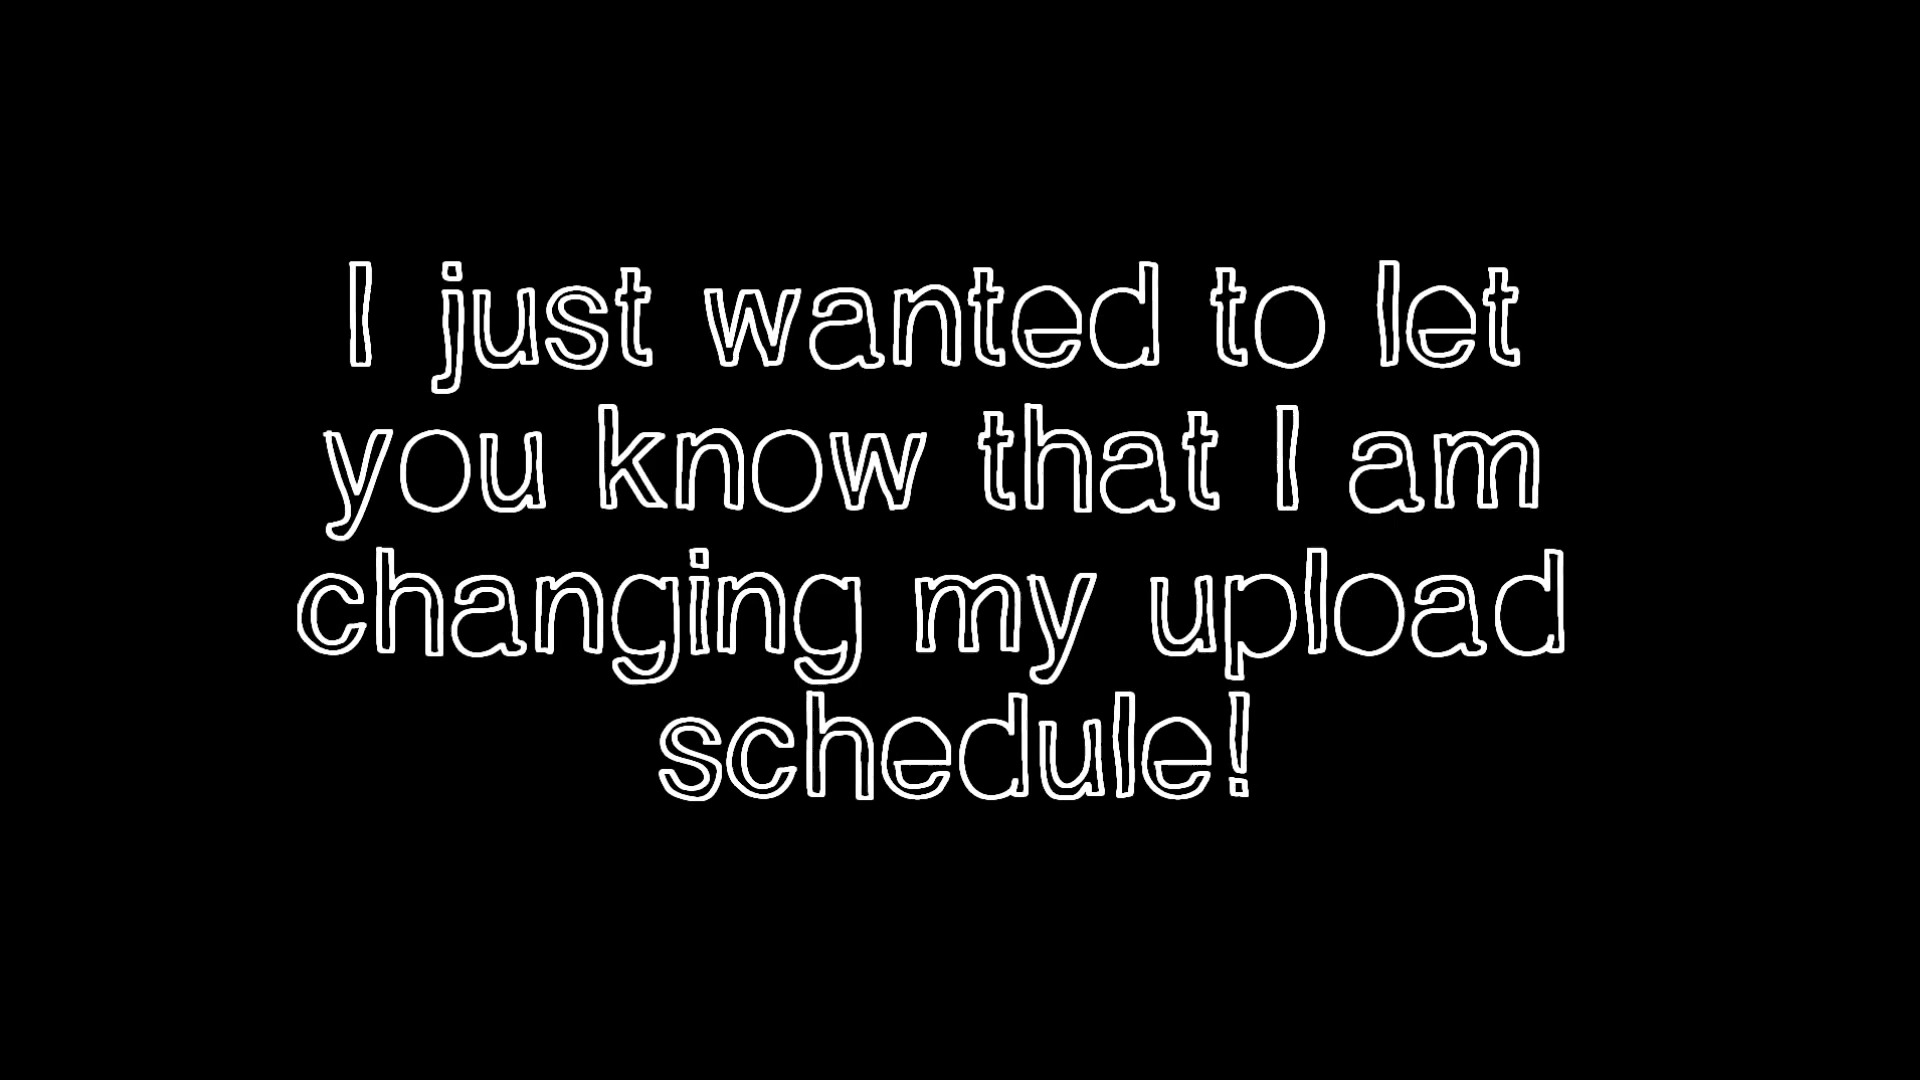 I just wanted to let
you know that I am
changing my upload
schedule!